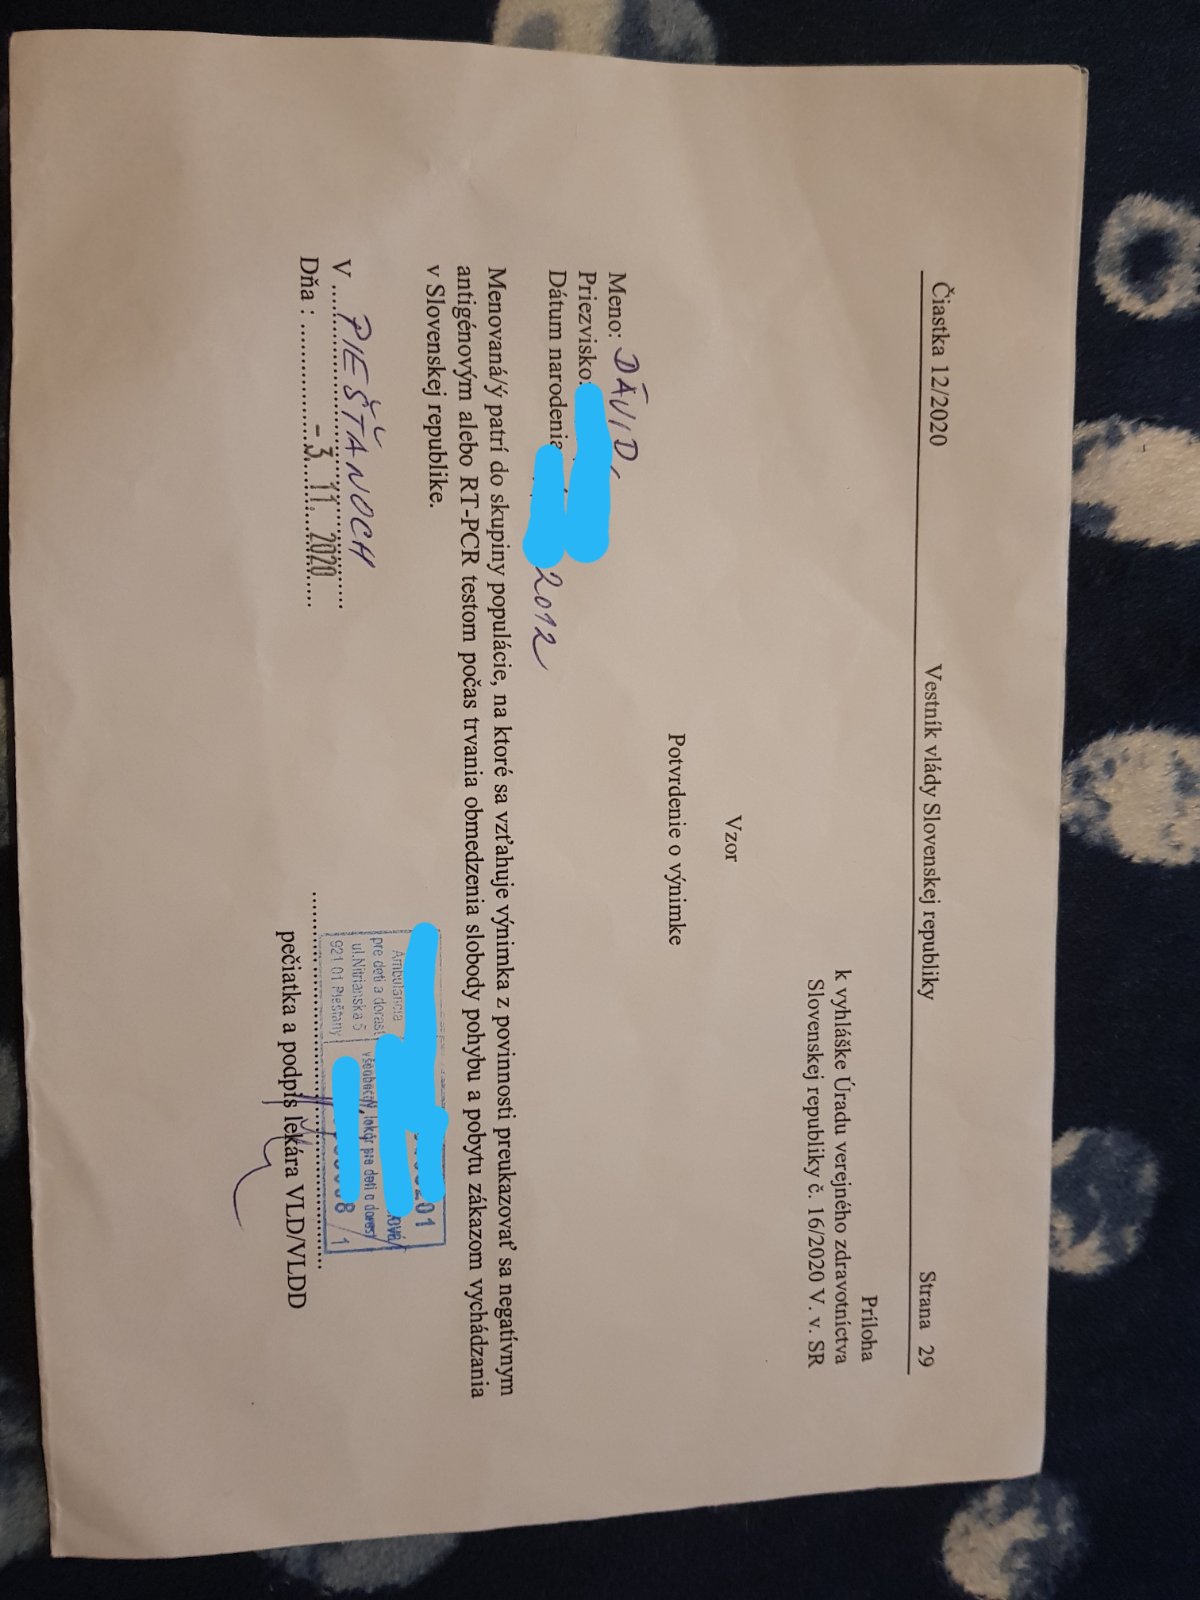 Čiastka 12/2020 Vestník vlády Slovenskej republiky Strana 29
Príloha
k vyhláške Úradu verejného zdravotníctva
Slovenskej republiky č. 16/2020 V. v. SR
Vzor
Potvrdenie o výnimke
Meno: DÁVID
Priezvisko:
Dátum narodenia 2012
Menovaná/ý patrí do skupiny populácie, na ktoré sa vzťahuje výnimka z povinnosti preukazovať sa negatívnym
antigénovým alebo RT-PCR testom počas trvania obmedzenia slobody pohybu a pobytu zákazom vychádzania
v Slovenskej republike.
V PIEŠŤANOCH
Dňa : - 3. 11. 2020
201
Ambulancia
pre deti a dorast
ul.Nitrianska 5
921 01 Piešťany
ová
všeobecný lekár pre deti a dorast
8/1
pečiatka a podpis lekára VLD/VLDD